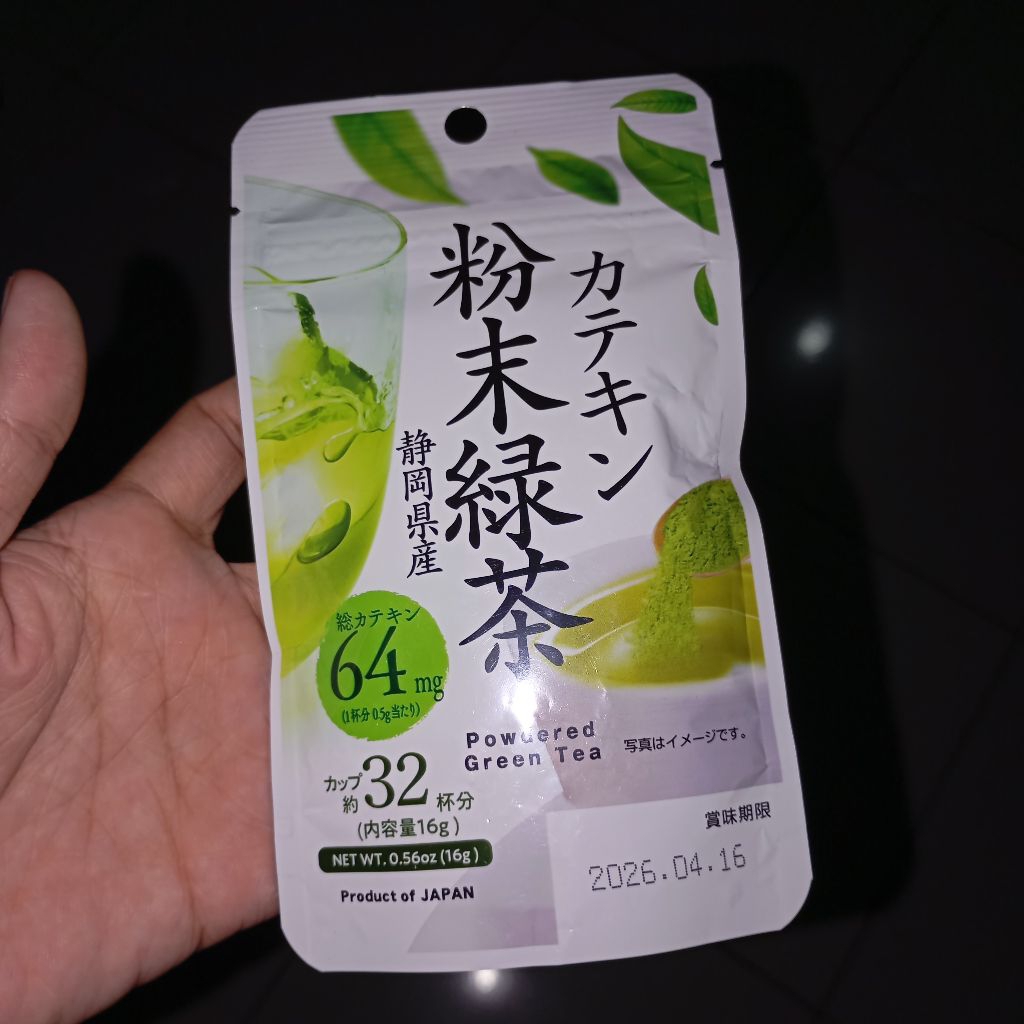 カテキン
粉末緑茶
静岡県産
総カテキン
64mg
(1杯分 0.5g当たり)
Powdered
Green Tea
写真はイメージです。
カップ
約32杯分
(内容量16g)
NET WT. 0.56oz (16g)
Product of JAPAN
賞味期限
2026.04.16